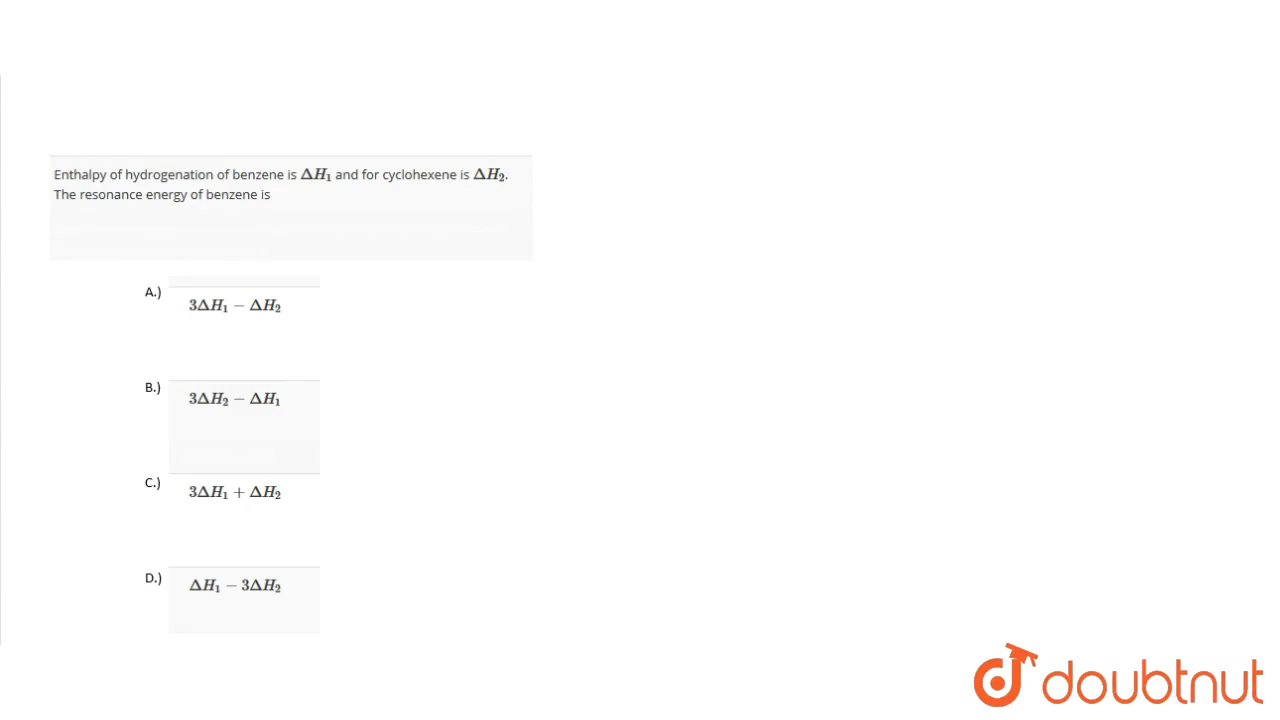 Enthalpy of hydrogenation of benzene is ΔH₁ and for cyclohexene is ΔH₂.
The resonance energy of benzene is
A.)
3ΔH₁ − ΔH₂
B.)
3ΔH₂ − ΔH₁
C.)
3ΔH₁ + ΔH₂
D.)
ΔH₁ − 3ΔH₂
doubtnut